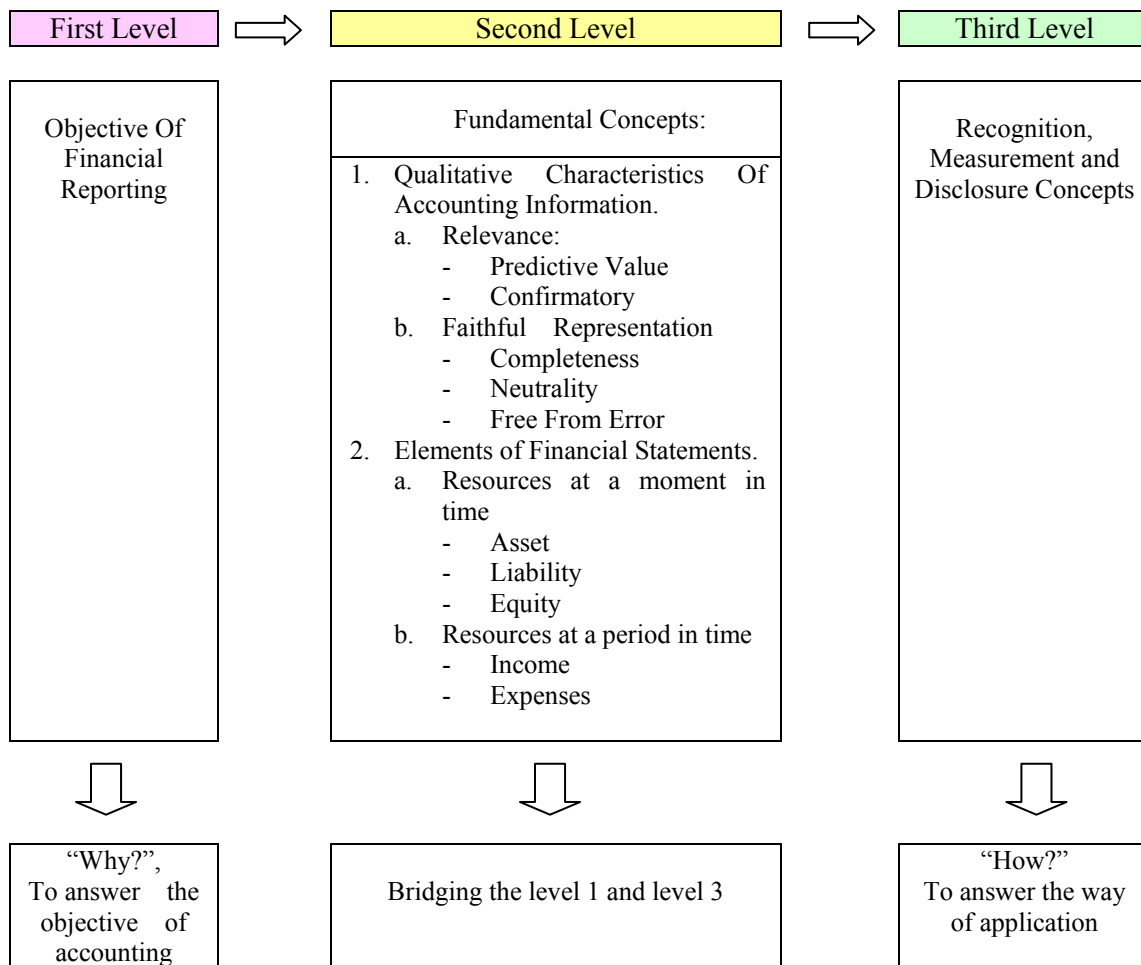 First Level
Second Level
Third Level
Objective Of
Financial
Reporting
Fundamental Concepts:
1. Qualitative Characteristics Of
Accounting Information.
a. Relevance:
- Predictive Value
- Confirmatory
b. Faithful Representation
- Completeness
- Neutrality
- Free From Error
2. Elements of Financial Statements.
a. Resources at a moment in
time
- Asset
- Liability
- Equity
b. Resources at a period in time
- Income
- Expenses
Recognition,
Measurement and
Disclosure Concepts
“Why?”,
To answer the
objective of
accounting
Bridging the level 1 and level 3
“How?”
To answer the way
of application